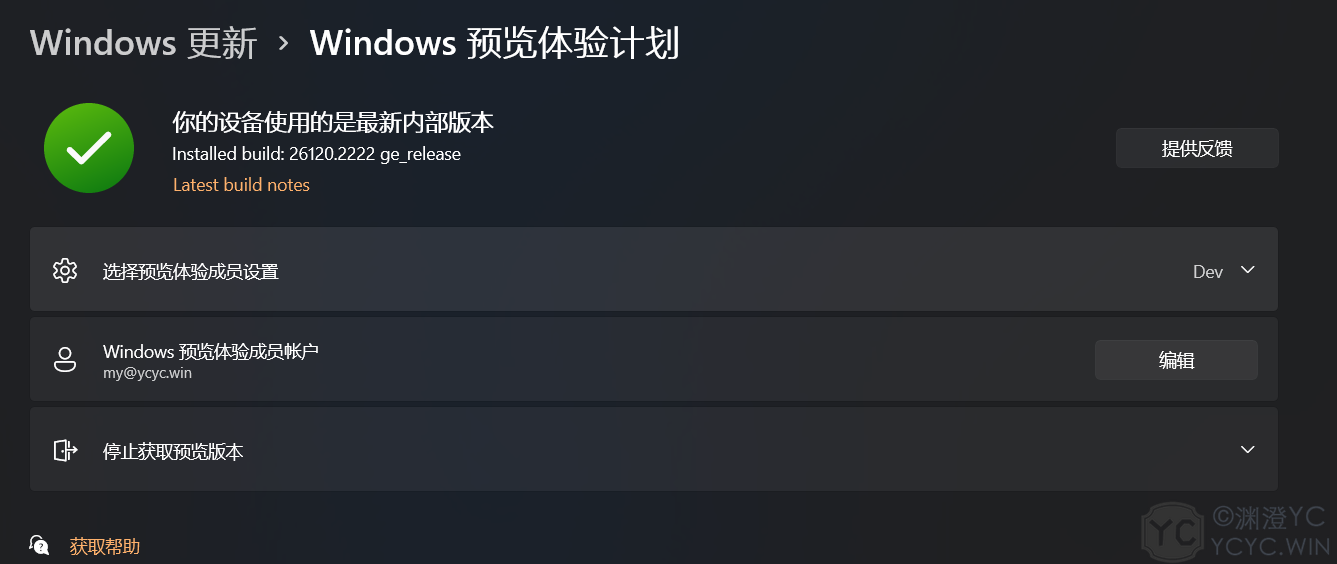 Windows 更新 › Windows 预览体验计划
你的设备使用的是最新内部版本
Installed build: 26120.2222 ge_release
提供反馈
Latest build notes
选择预览体验成员设置
Dev
Windows 预览体验成员帐户
my@ycyc.win
编辑
停止获取预览版本
获取帮助
YC
©渊澄YC
YCYC.WIN